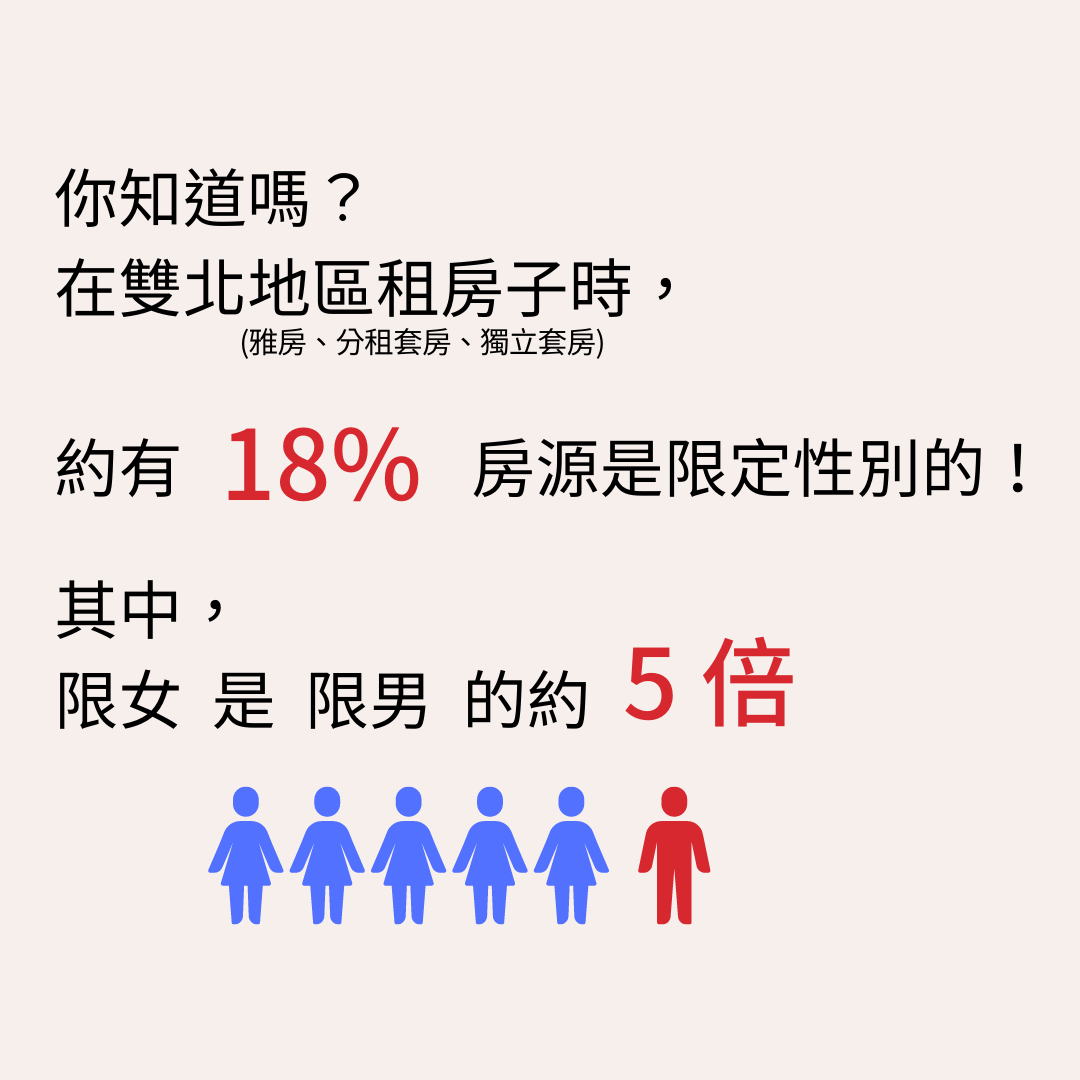 你知道嗎？
在雙北地區租房子時，
(雅房、分租套房、獨立套房)
約有 18% 房源是限定性別的！
其中，
限女 是 限男 的約 5 倍